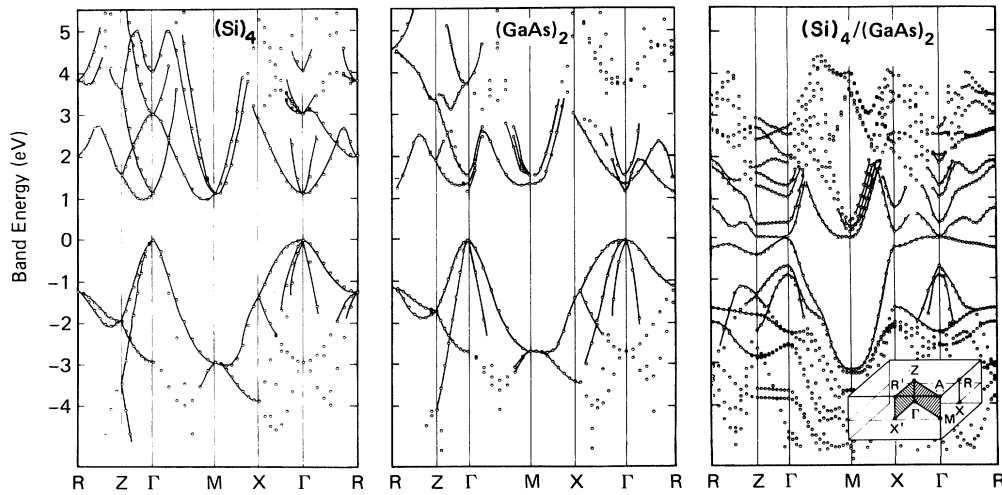 (Si)4
(GaAs)2
(Si)4/(GaAs)2
Band Energy (eV)
5
4
3
2
1
0
−1
−2
−3
−4
Z
R'
A
R
Γ
X
X'
M
R Z Γ M X Γ R
R Z Γ M X Γ R
R Z Γ M X Γ R